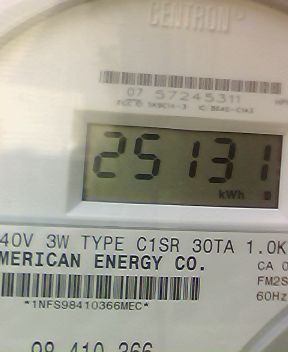 CENTRON
07 57245311
25131
kWh
40V 3W TYPE C1SR 30TA 1.0K
MERICAN ENERGY CO.
CA 0
FM2S
60Hz
*1NFS98410366MEC*
98 410 366